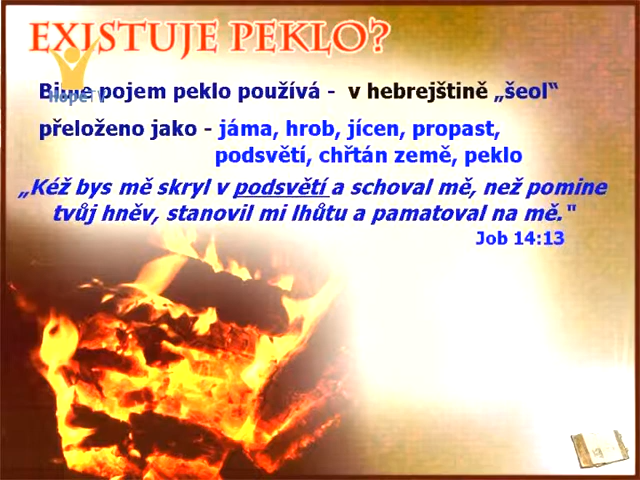 EXISTUJE PEKLO?
pojem peklo používá - v hebrejštině „šeol“
HopeTV
přeloženo jako - jáma, hrob, jícen, propast,
podsvětí, chřtán země, peklo
„Kéž bys mě skryl v podsvětí a schoval mě, než pomine
tvůj hněv, stanovil mi lhůtu a pamatoval na mě."
Job 14:13